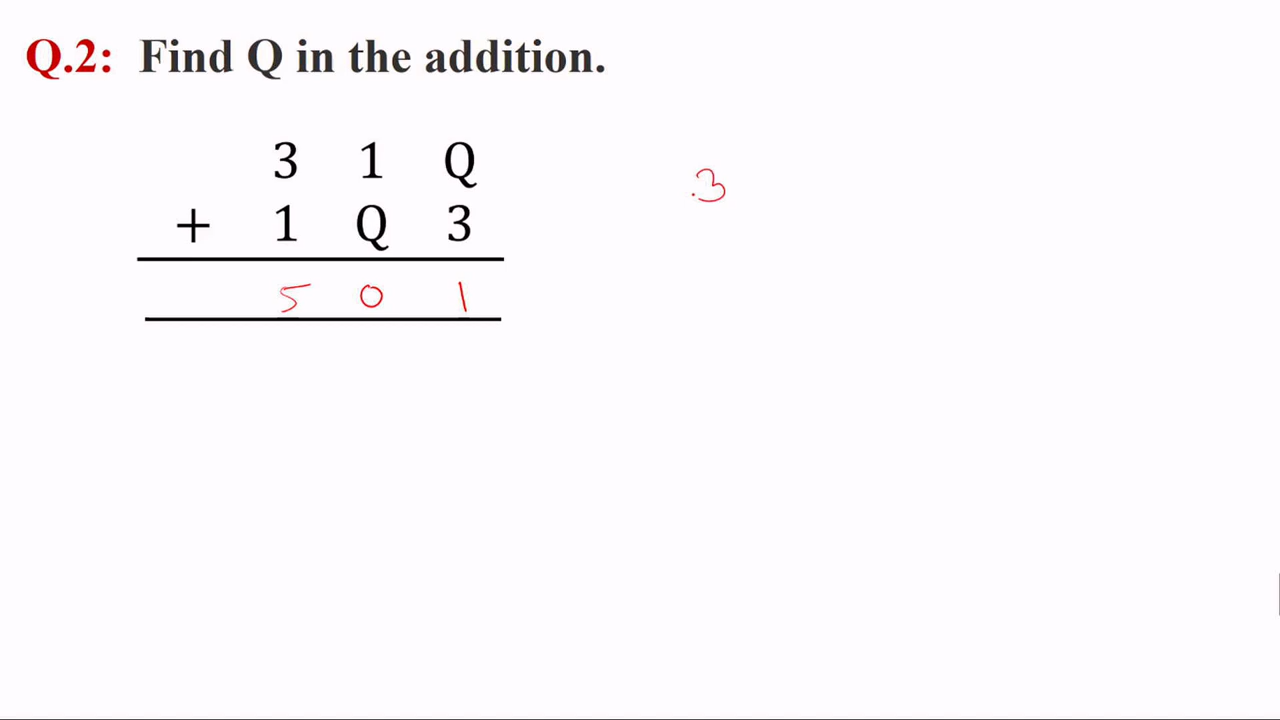 Q.2: Find Q in the addition.
3 1 Q
.3
+ 1 Q 3
5 0 1